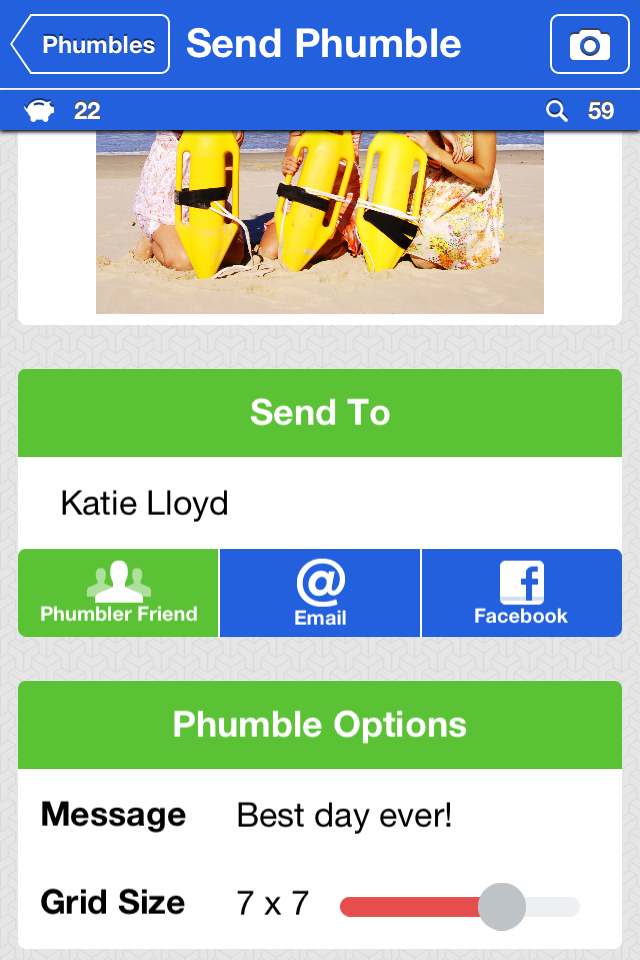 Phumbles Send Phumble
22 59
Send To
Katie Lloyd
Phumbler Friend Email Facebook
Phumble Options
Message Best day ever!
Grid Size 7 x 7